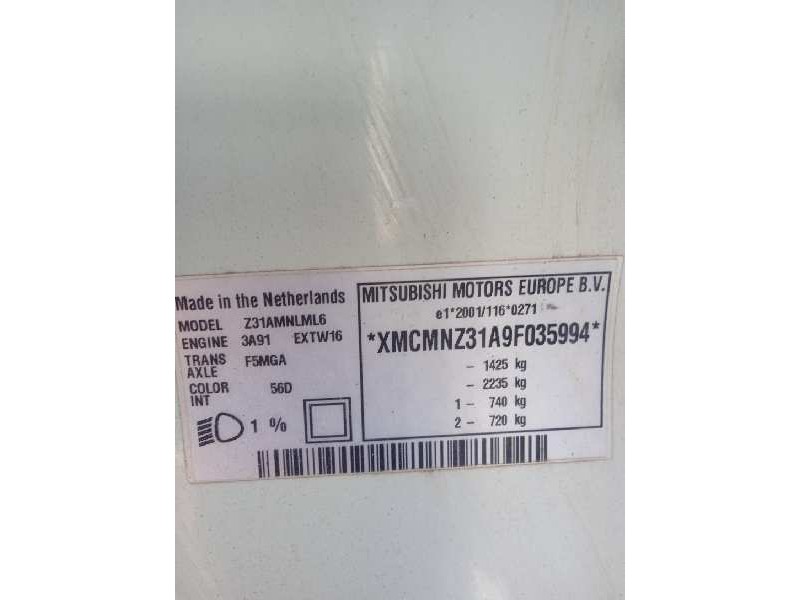 Made in the Netherlands
MODEL Z31AMNLML6
ENGINE 3A91 EXTW16
TRANS AXLE F5MGA
COLOR INT 56D
1 %
MITSUBISHI MOTORS EUROPE B.V.
e1*2001/116*0271
*XMCMNZ31A9F035994*
- 1425 kg
- 2235 kg
1 - 740 kg
2 - 720 kg